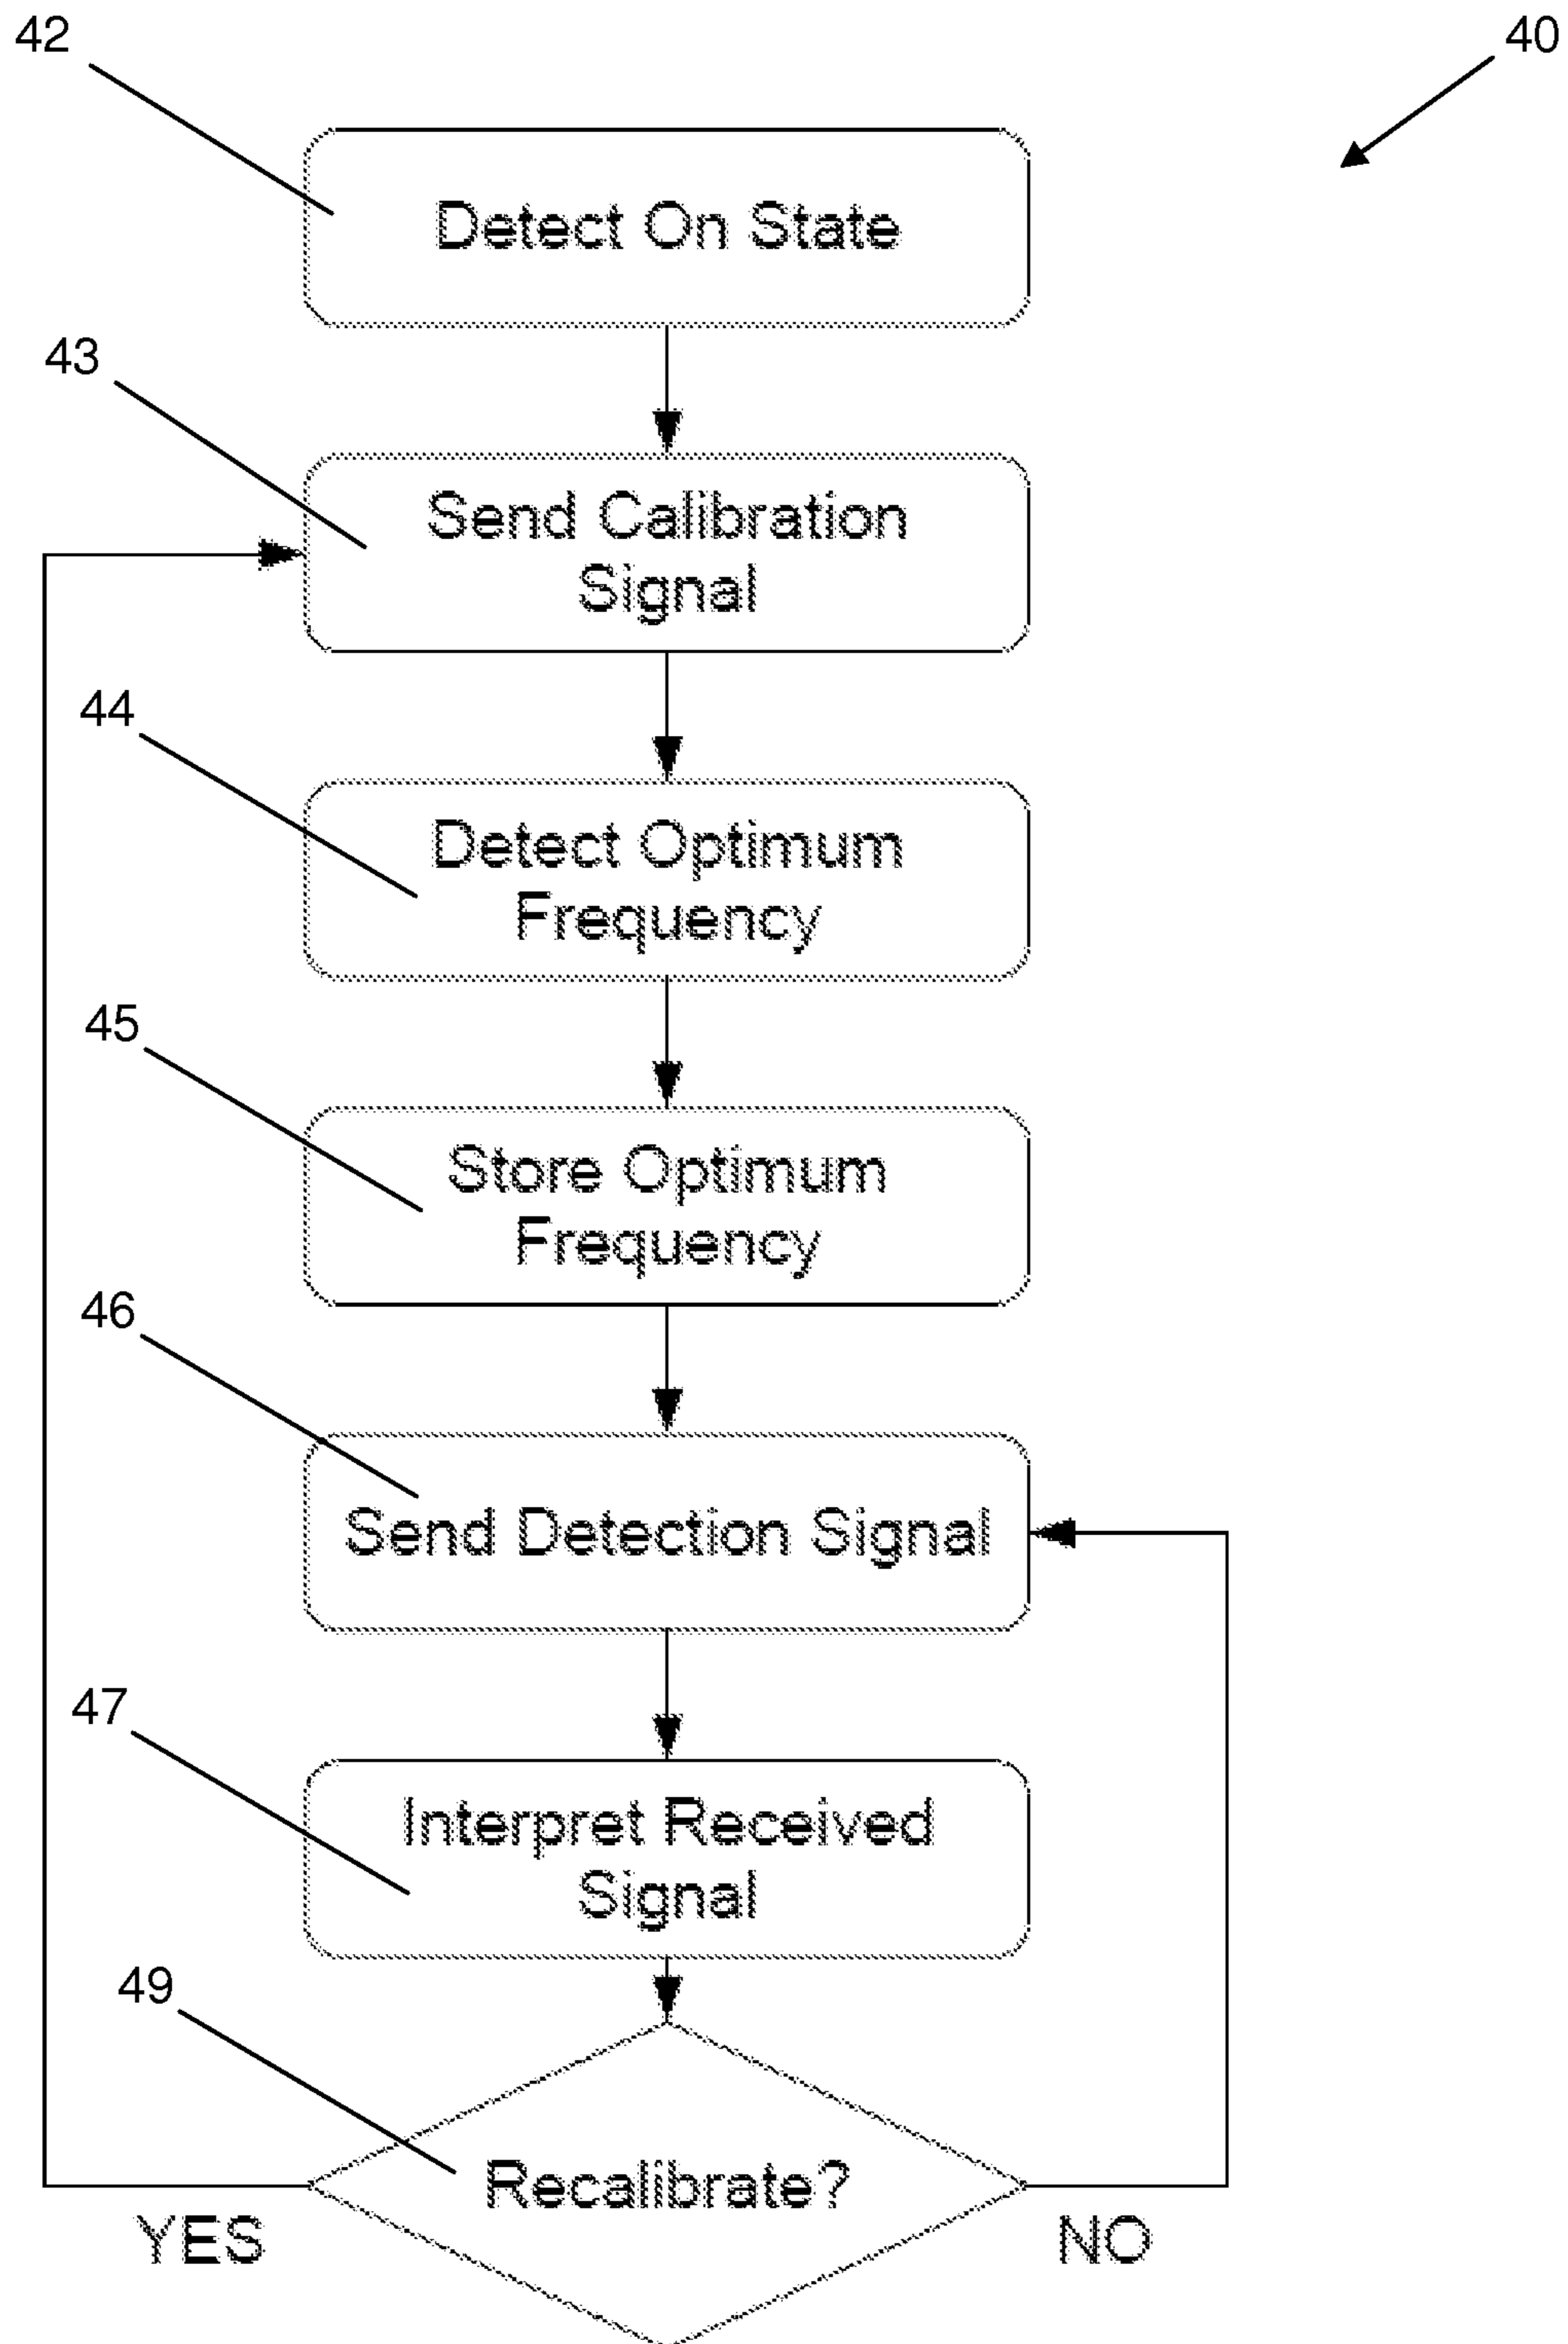 42
40
Detect On State
43
Send Calibration
Signal
44
Detect Optimum
Frequency
45
Store Optimum
Frequency
46
Send Detection Signal
47
Interpret Received
Signal
49
Recalibrate?
YES
NO